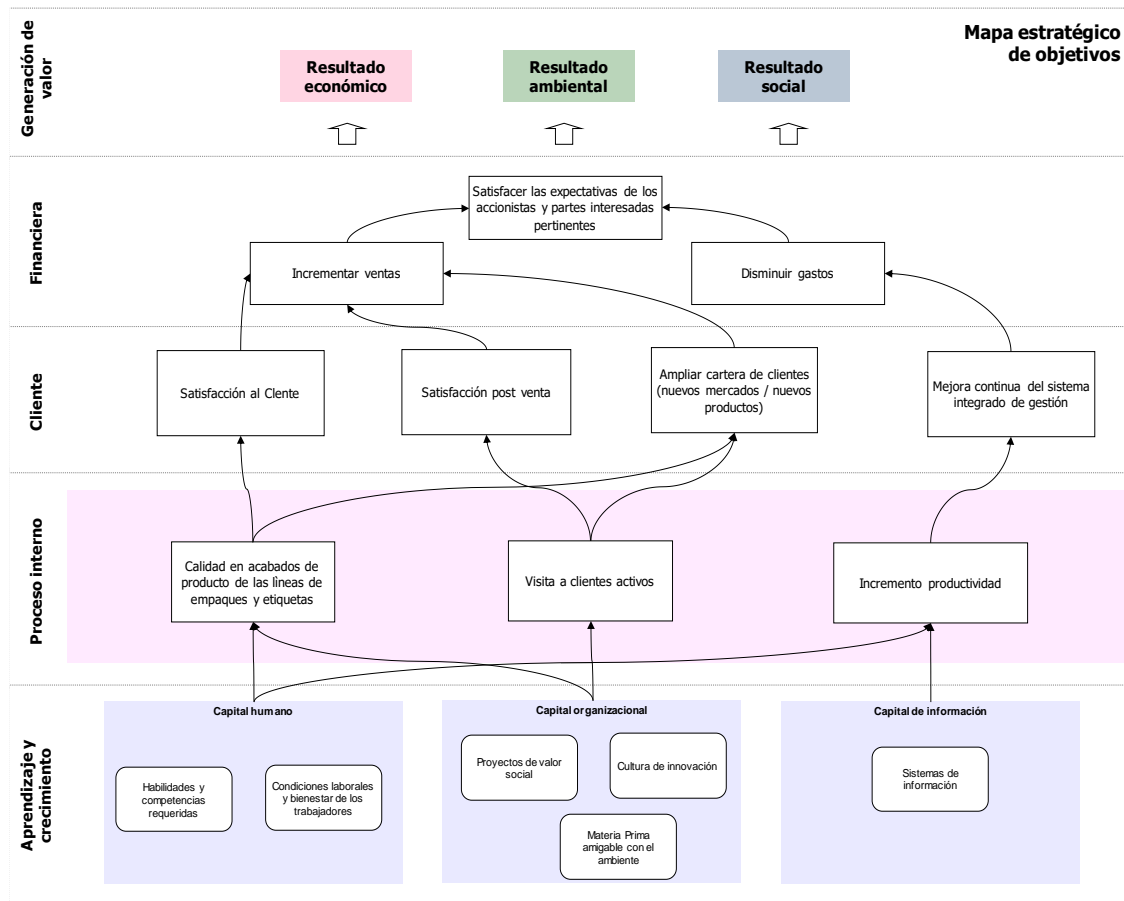 Mapa estratégico
de objetivos
Generación de
valor
Resultado
económico
Resultado
ambiental
Resultado
social
Financiera
Satisfacer las expectativas de los
accionistas y partes interesadas
pertinentes
Incrementar ventas
Disminuir gastos
Cliente
Satisfacción al Clente
Satisfacción post venta
Ampliar cartera de clientes
(nuevos mercados / nuevos
productos)
Mejora continua del sistema
integrado de gestión
Proceso interno
Calidad en acabados de
producto de las lìneas de
empaques y etiquetas
Visita a clientes activos
Incremento productividad
Aprendizaje y
crecimiento
Capital humano
Habilidades y
competencias
requeridas
Condiciones laborales
y bienestar de los
trabajadores
Capital organizacional
Proyectos de valor
social
Cultura de innovación
Materia Prima
amigable con el
ambiente
Capital de información
Sistemas de
información